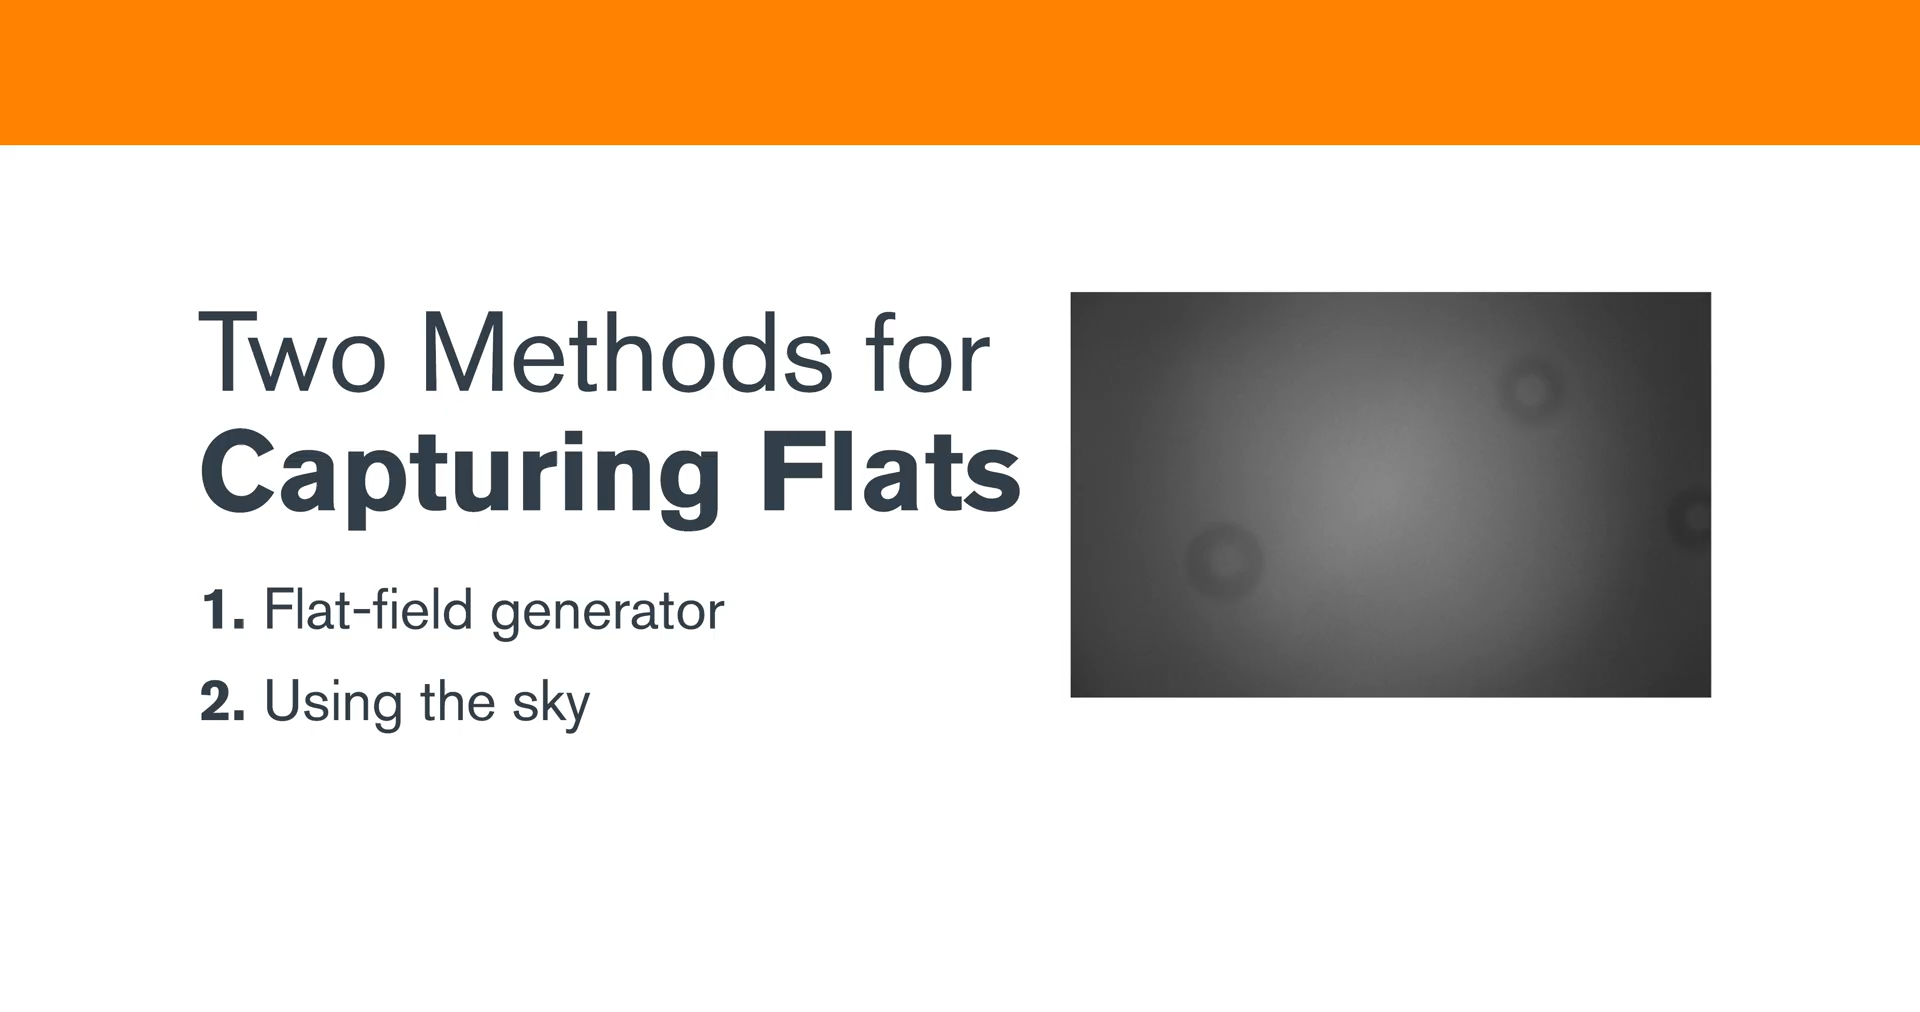 Two Methods for
Capturing Flats
1. Flat-field generator
2. Using the sky